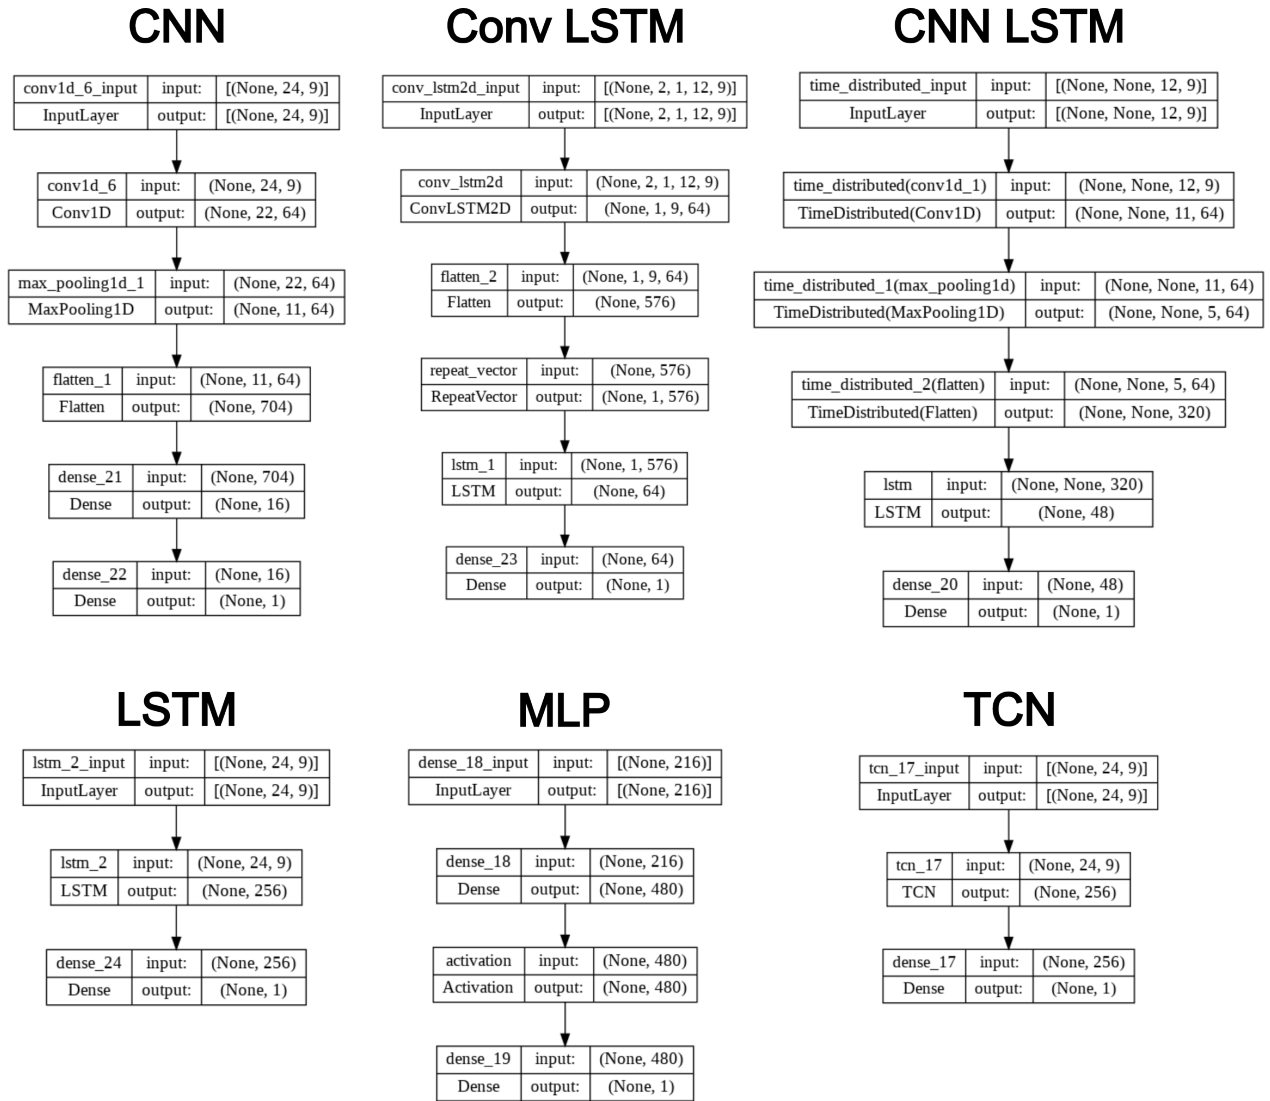 CNN
conv1d_6_input input: [(None, 24, 9)]
InputLayer output: [(None, 24, 9)]
conv1d_6 input: (None, 24, 9)
Conv1D output: (None, 22, 64)
max_pooling1d_1 input: (None, 22, 64)
MaxPooling1D output: (None, 11, 64)
flatten_1 input: (None, 11, 64)
Flatten output: (None, 704)
dense_21 input: (None, 704)
Dense output: (None, 16)
dense_22 input: (None, 16)
Dense output: (None, 1)
Conv LSTM
conv_lstm2d_input input: [(None, 2, 1, 12, 9)]
InputLayer output: [(None, 2, 1, 12, 9)]
conv_lstm2d input: (None, 2, 1, 12, 9)
ConvLSTM2D output: (None, 1, 9, 64)
flatten_2 input: (None, 1, 9, 64)
Flatten output: (None, 576)
repeat_vector input: (None, 576)
RepeatVector output: (None, 1, 576)
lstm_1 input: (None, 1, 576)
LSTM output: (None, 64)
dense_23 input: (None, 64)
Dense output: (None, 1)
CNN LSTM
time_distributed_input input: [(None, None, 12, 9)]
InputLayer output: [(None, None, 12, 9)]
time_distributed(conv1d_1) input: (None, None, 12, 9)
TimeDistributed(Conv1D) output: (None, None, 11, 64)
time_distributed_1(max_pooling1d) input: (None, None, 11, 64)
TimeDistributed(MaxPooling1D) output: (None, None, 5, 64)
time_distributed_2(flatten) input: (None, None, 5, 64)
TimeDistributed(Flatten) output: (None, None, 320)
lstm input: (None, None, 320)
LSTM output: (None, 48)
dense_20 input: (None, 48)
Dense output: (None, 1)
LSTM
lstm_2_input input: [(None, 24, 9)]
InputLayer output: [(None, 24, 9)]
lstm_2 input: (None, 24, 9)
LSTM output: (None, 256)
dense_24 input: (None, 256)
Dense output: (None, 1)
MLP
dense_18_input input: [(None, 216)]
InputLayer output: [(None, 216)]
dense_18 input: (None, 216)
Dense output: (None, 480)
activation input: (None, 480)
Activation output: (None, 480)
dense_19 input: (None, 480)
Dense output: (None, 1)
TCN
tcn_17_input input: [(None, 24, 9)]
InputLayer output: [(None, 24, 9)]
tcn_17 input: (None, 24, 9)
TCN output: (None, 256)
dense_17 input: (None, 256)
Dense output: (None, 1)